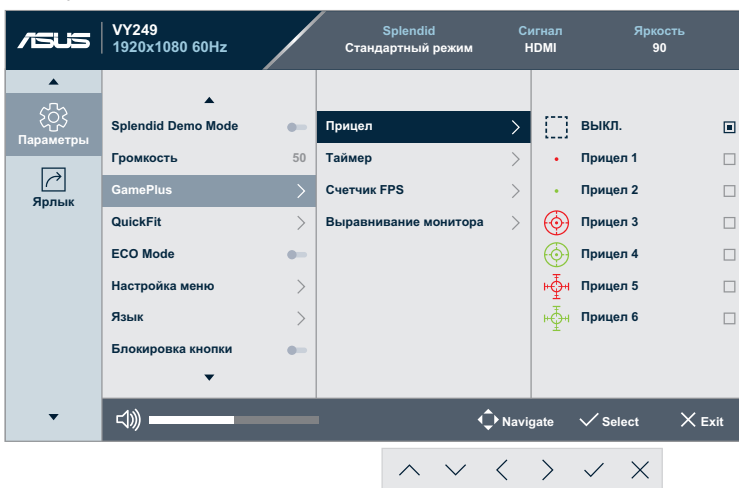 ASUS
VY249
1920x1080 60Hz
Splendid
Стандартный режим
Сигнал
HDMI
Яркость
90
Параметры
Ярлык
Splendid Demo Mode
Громкость 50
GamePlus
QuickFit
ECO Mode
Настройка меню
Язык
Блокировка кнопки
Прицел
Таймер
Счетчик FPS
Выравнивание монитора
ВЫКЛ.
Прицел 1
Прицел 2
Прицел 3
Прицел 4
Прицел 5
Прицел 6
Navigate
Select
Exit